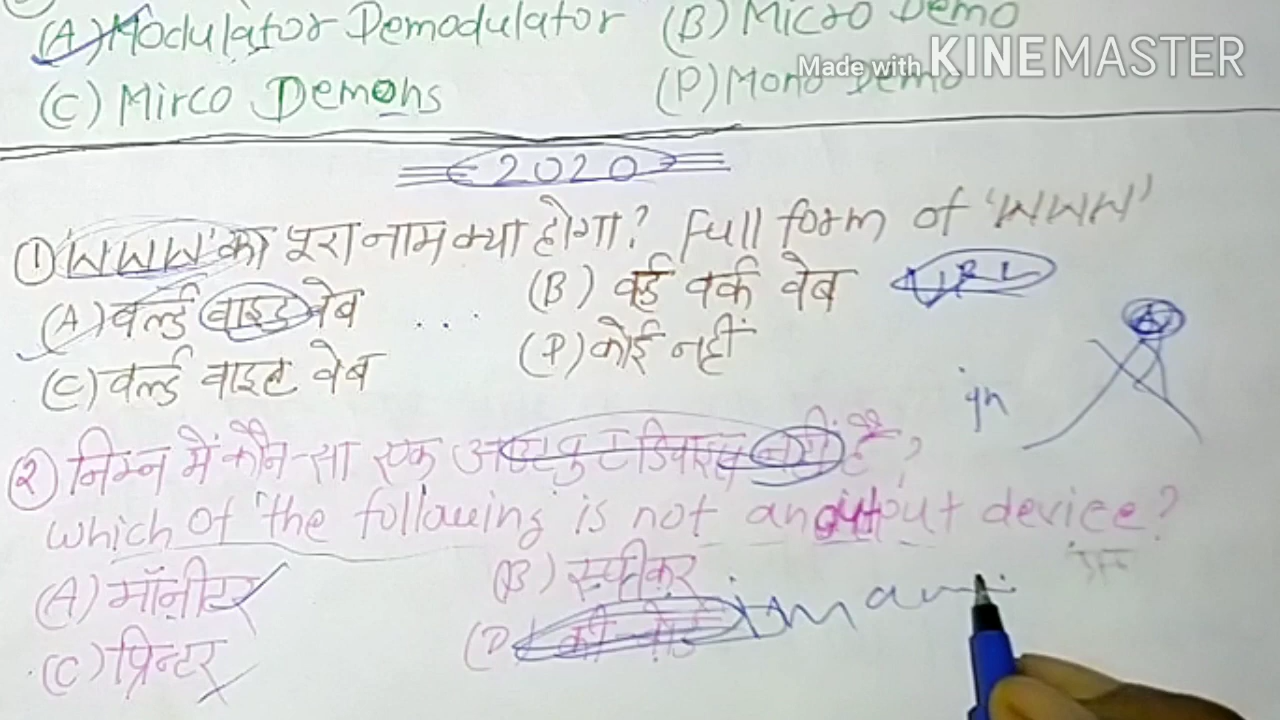 (A) Modulator Demodulator (B) Micro Demo
Made with KINEMASTER
(C) Mirco Demons (D) Mono Demo
2020
① 'WWW' का पूरा नाम क्या होगा? Full form of 'WWW'
(A) वर्ल्ड वाइड वेब (B) वर्ड वर्क वेब URL
(C) वर्ल्ड वाइल वेब (D) कोई नहीं
in
② निम्न में कौन-सा एक आउटपुट डिवाइस नहीं है?
which of the following is not an output device?
(A) मॉनीटर (B) स्पीकर
(C) प्रिन्टर (D) की बोर्ड